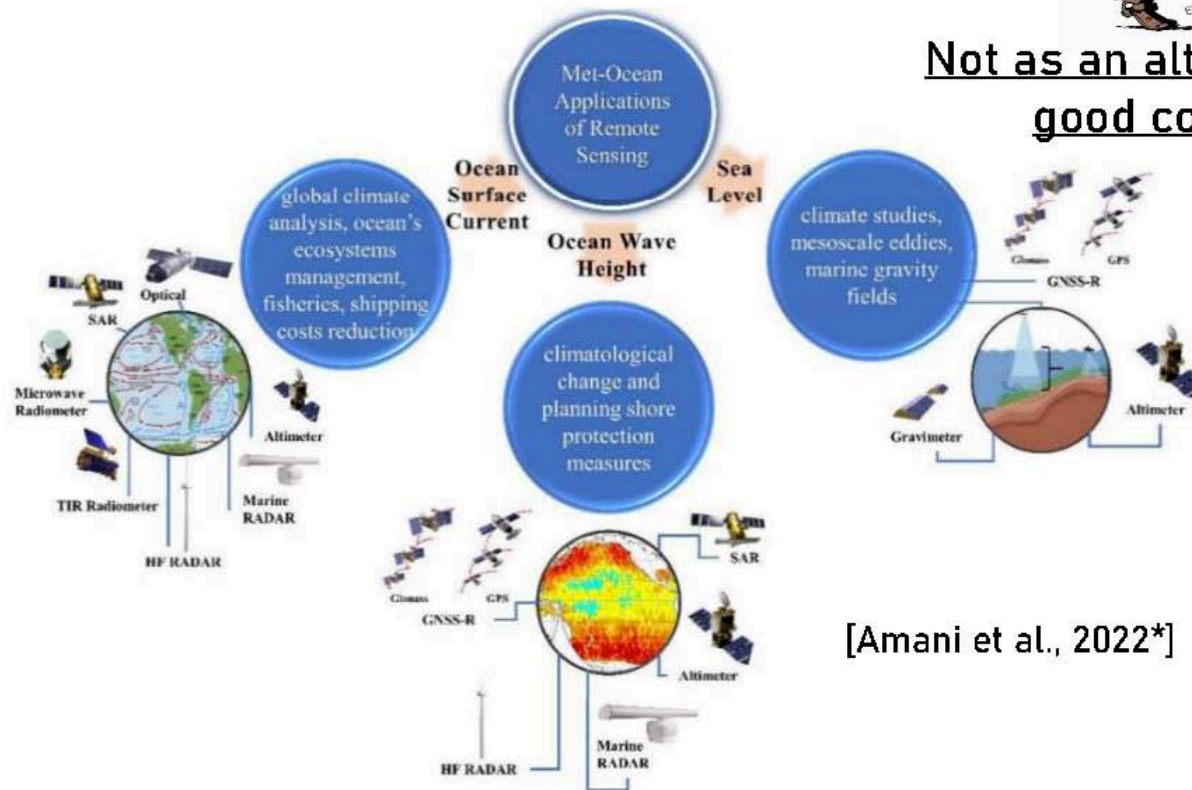 Not as an alt
good co
Met-Ocean
Applications
of Remote
Sensing
Ocean
Surface
Current
Sea
Level
Ocean Wave
Height
global climate
analysis, ocean's
ecosystems
management,
fisheries, shipping
costs reduction
Optical
SAR
Microwave
Radiometer
Altimeter
TIR Radiometer
Marine
RADAR
HF RADAR
climate studies,
mesoscale eddies,
marine gravity
fields
Glonass
GPS
GNSS-R
Gravimeter
Altimeter
climatological
change and
planning shore
protection
measures
Glonass
GPS
GNSS-R
SAR
Altimeter
HF RADAR
Marine
RADAR
[Amani et al., 2022*]